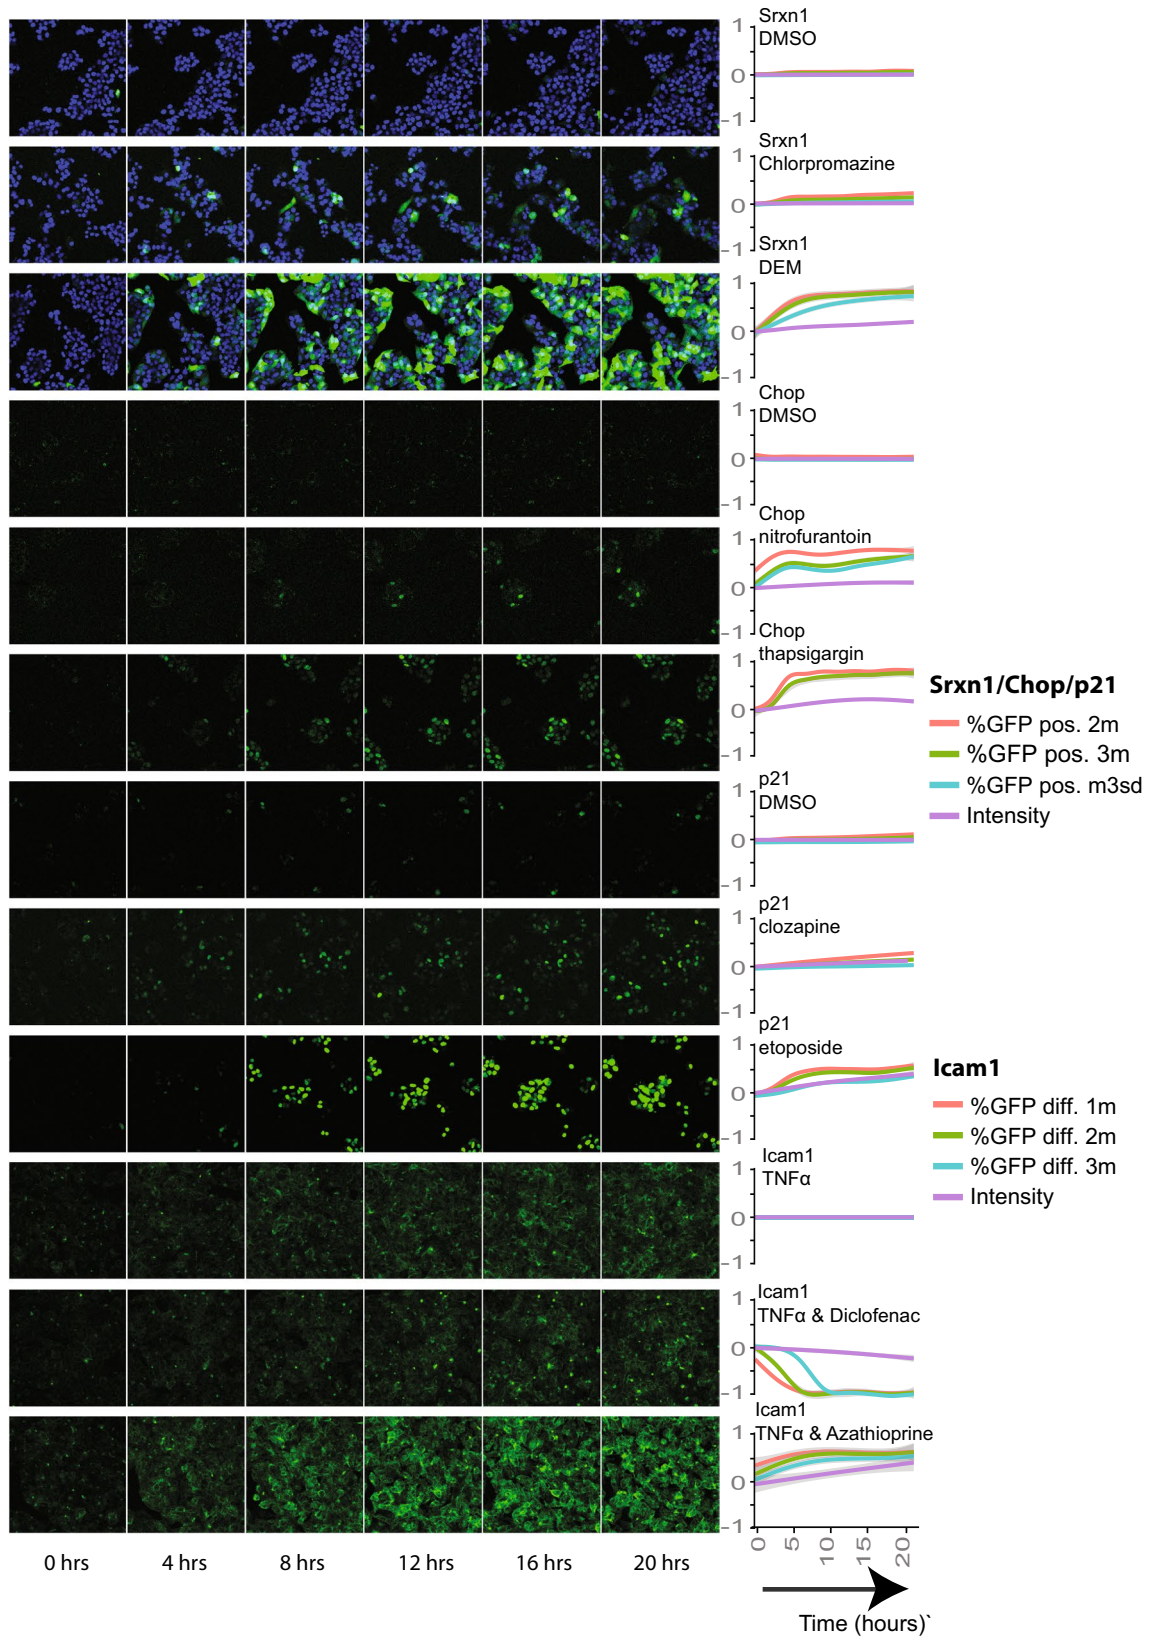 Srxn1
DMSO
1
0
-1
Srxn1
Chlorpromazine
1
0
-1
Srxn1
DEM
1
0
-1
Chop
DMSO
1
0
-1
Chop
nitrofurantoin
1
0
-1
Chop
thapsigargin
1
0
-1
Srxn1/Chop/p21
%GFP pos. 2m
%GFP pos. 3m
%GFP pos. m3sd
Intensity
p21
DMSO
1
0
-1
p21
clozapine
1
0
-1
p21
etoposide
1
0
-1
Icam1
%GFP diff. 1m
%GFP diff. 2m
%GFP diff. 3m
Intensity
Icam1
TNFα
1
0
-1
Icam1
TNFα & Diclofenac
1
0
-1
Icam1
TNFα & Azathioprine
1
0
-1
0 5 10 15 20
0 hrs 4 hrs 8 hrs 12 hrs 16 hrs 20 hrs
Time (hours)`